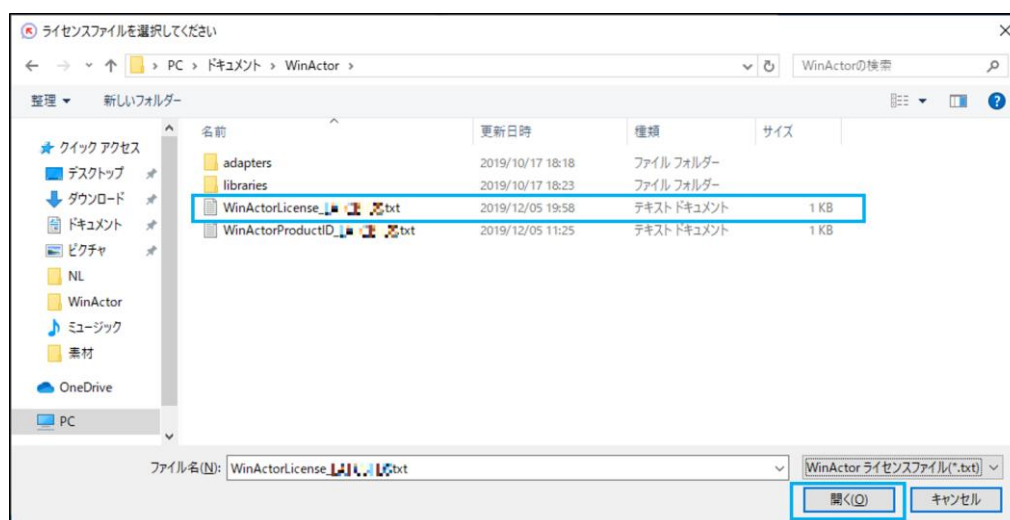 ライセンスファイルを選択してください
PC › ドキュメント › WinActor ›
WinActorの検索
整理 新しいフォルダー
名前 更新日時 種類 サイズ
クイック アクセス
デスクトップ
ダウンロード
ドキュメント
ピクチャ
NL
WinActor
ミュージック
素材
OneDrive
PC
adapters 2019/10/17 18:18 ファイル フォルダー
libraries 2019/10/17 18:23 ファイル フォルダー
WinActorLicense_ txt 2019/12/05 19:58 テキスト ドキュメント 1 KB
WinActorProductID_ txt 2019/12/05 11:25 テキスト ドキュメント 1 KB
ファイル名(N): WinActorLicense_ txt
WinActor ライセンスファイル(*.txt)
開く(O) キャンセル